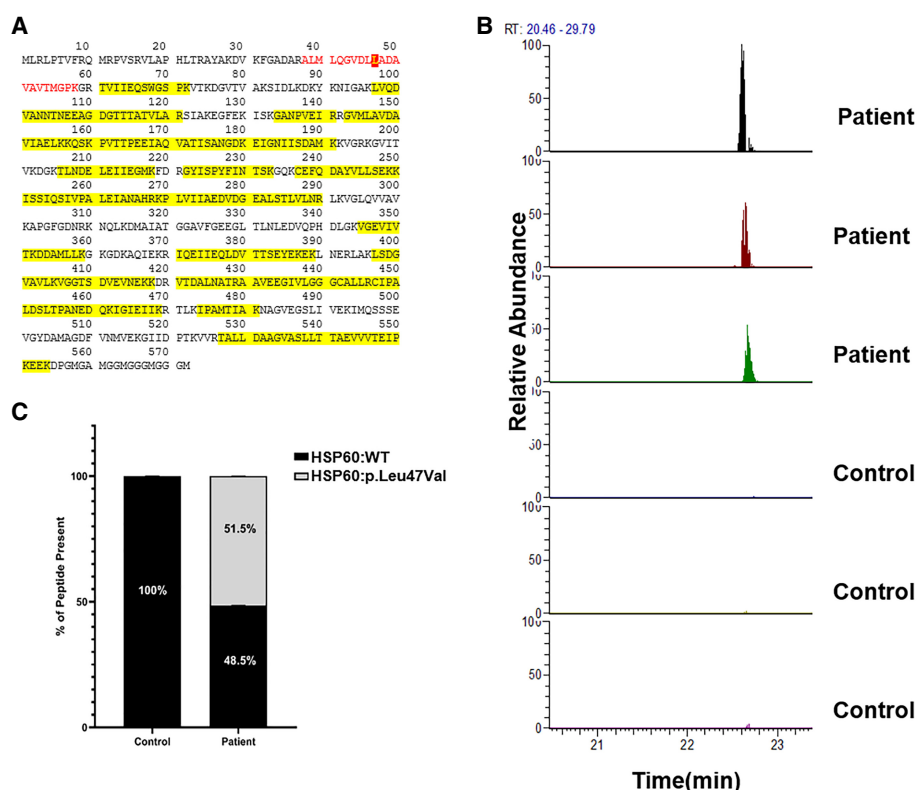 A
10 20 30 40 50
MLRLPTVFRQ MRPVSRVLAP HLTRAYAKDV KFGADARALM LQGVDLLADA
60 70 80 90 100
VAVTMGPKGR TVIIEQSWGS PKVTKDGVTV AKSIDLKDKY KNIGAKLVQD
110 120 130 140 150
VANNTNEEAG DGTTTATVLA RSIAKEGFEK ISKGANPVEI RRGVMLAVDA
160 170 180 190 200
VIAELKKQSK PVTTPEEIAQ VATISANGDK EIGNIISDAM KKVGRKGVIT
210 220 230 240 250
VKDGKTLNDE LEIIEGMKFD RGYISPYFIN TSKGQKCEFQ DAYVLLSEKK
260 270 280 290 300
ISSIQSIVPA LEIANAHRKP LVIIAEDVDG EALSTLVLNR LKVGLQVVAV
310 320 330 340 350
KAPGFGDNRK NQLKDMAIAT GGAVFGEEGL TLNLEDVQPH DLGKVGEVIV
360 370 380 390 400
TKDDAMLLKG KGDKAQIEKR IQEIIEQLDV TTSEYEKEKL NERLAKLSDG
410 420 430 440 450
VAVLKVGGTS DVEVNEKKDR VTDALNATRA AVEEGIVLGG GCALLRCIPA
460 470 480 490 500
LDSLTPANED QKIGIEIIKR TLKIPAMTIA KNAGVEGSLI VEKIMQSSSE
510 520 530 540 550
VGYDAMAGDF VNMVEKGIID PTKVVRTALL DAAGVASLLT TAEVVVTEIP
560 570
KEEKDPGMGA MGGMGGGMGG GM
B
RT: 20.46 - 29.79
Relative Abundance
100
50
0
Patient
100
50
0
Patient
100
50
0
Patient
100
50
0
Control
100
50
0
Control
100
50
0
Control
21 22 23
Time(min)
C
HSP60:WT
HSP60:p.Leu47Val
% of Peptide Present
100
50
0
100%
51.5%
48.5%
Control Patient